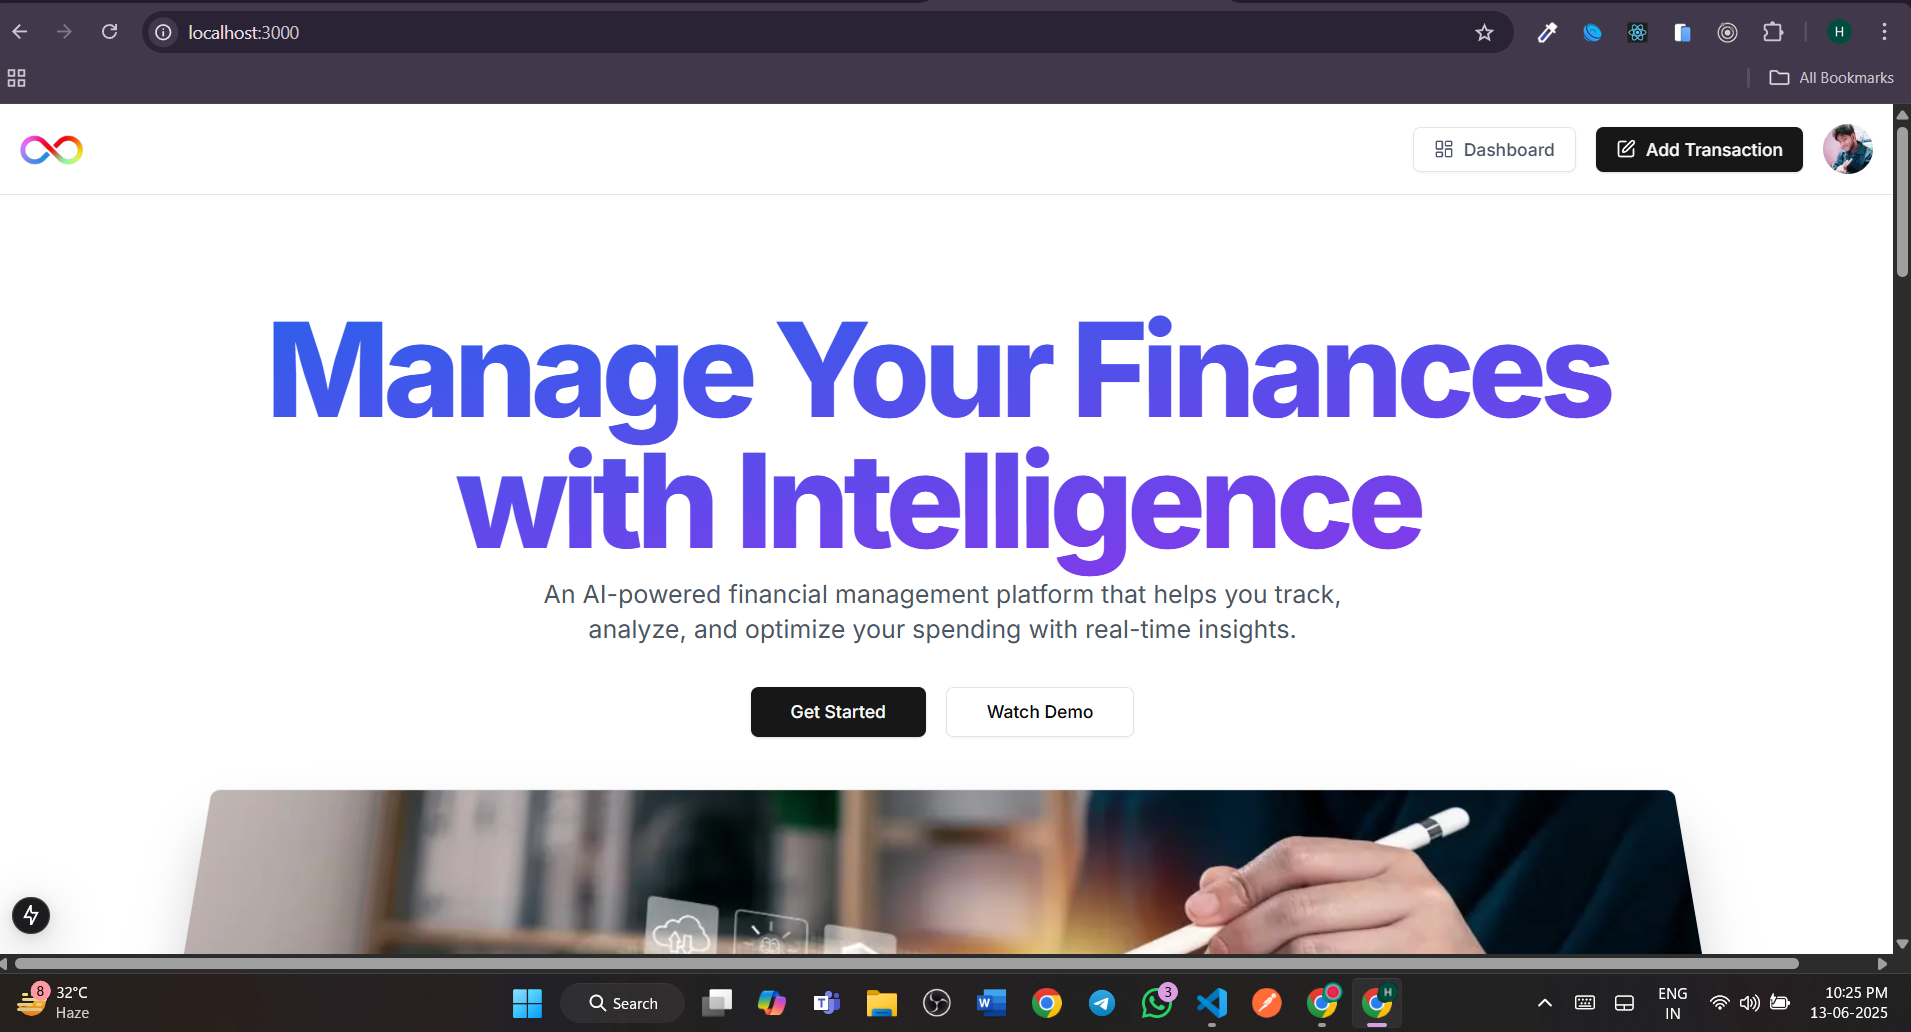 localhost:3000
H
All Bookmarks
Dashboard
Add Transaction
Manage Your Finances
with Intelligence
An AI-powered financial management platform that helps you track,
analyze, and optimize your spending with real-time insights.
Get Started
Watch Demo
8
32°C
Haze
Search
T
W
3
H
ENG
IN
10:25 PM
13-06-2025